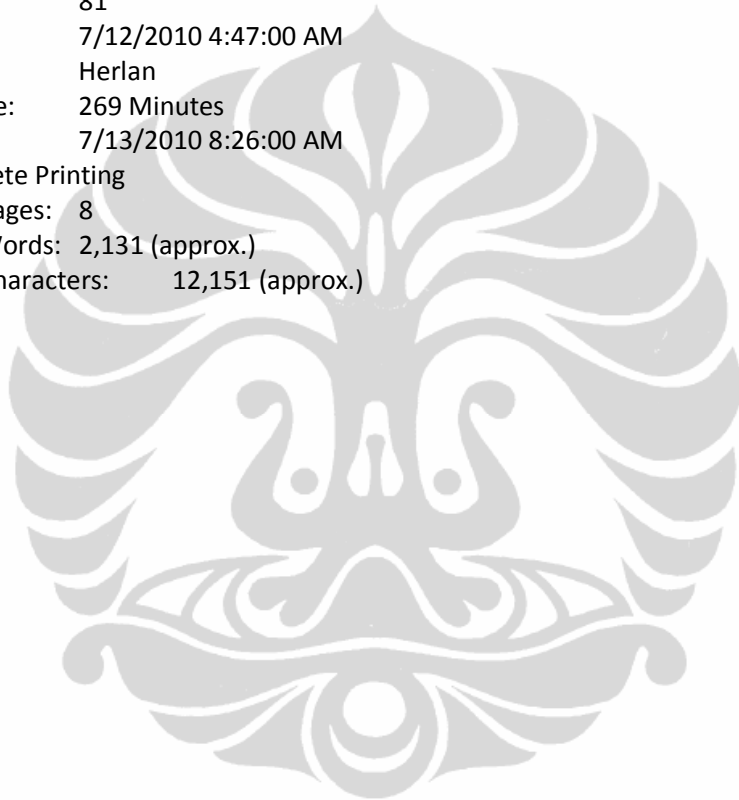 81
7/12/2010 4:47:00 AM
Herlan
e: 269 Minutes
7/13/2010 8:26:00 AM
ete Printing
ages: 8
Words: 2,131 (approx.)
haracters: 12,151 (approx.)